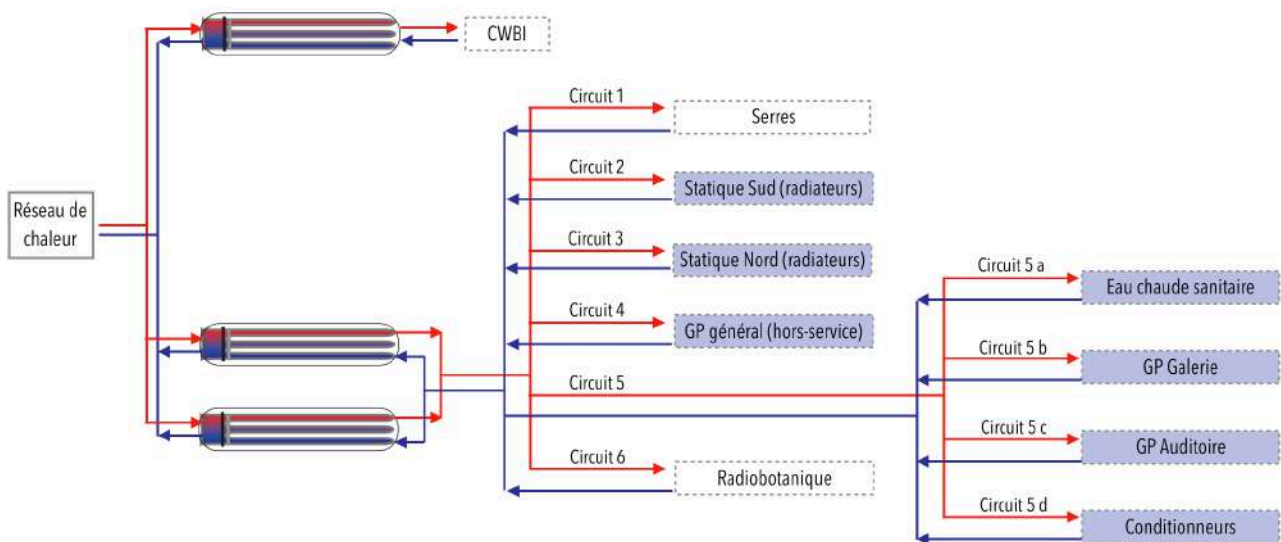 CWBI
Circuit 1
Serres
Circuit 2
Statique Sud (radiateurs)
Réseau de
chaleur
Circuit 3
Statique Nord (radiateurs)
Circuit 5 a
Eau chaude sanitaire
Circuit 4
GP général (hors-service)
Circuit 5 b
GP Galerie
Circuit 5
Circuit 5 c
GP Auditoire
Circuit 6
Radiobotanique
Circuit 5 d
Conditionneurs